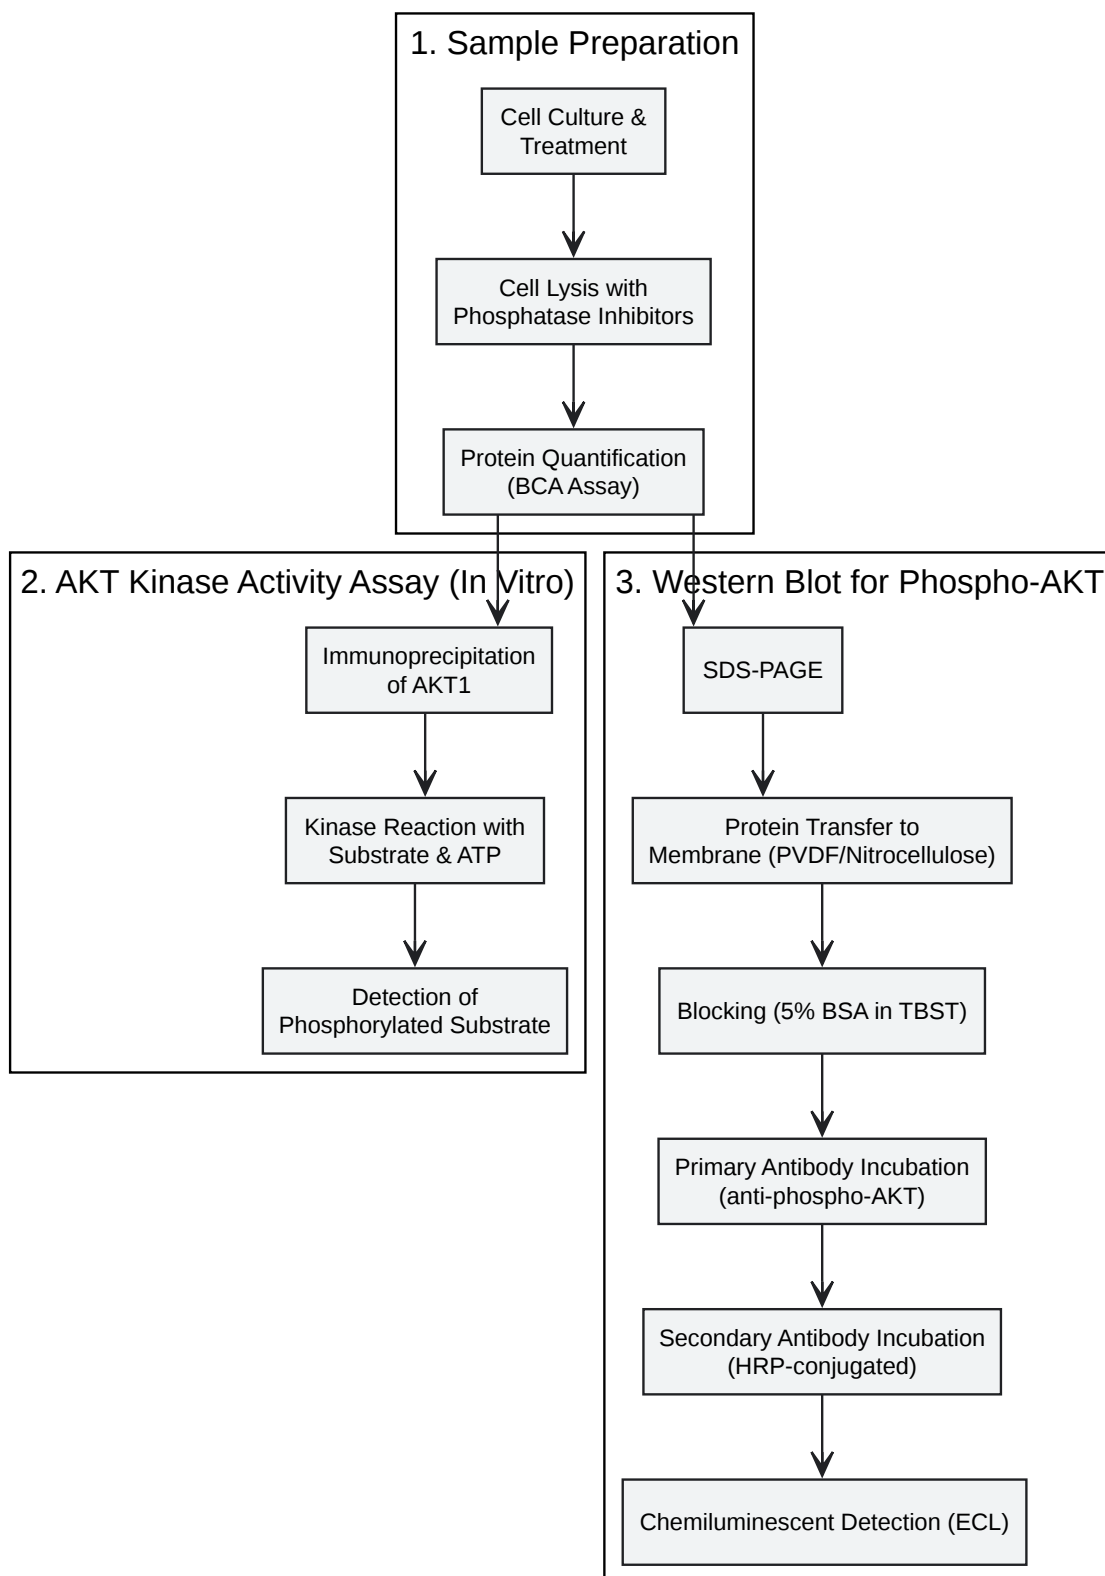 1. Sample Preparation
Cell Culture &
Treatment
Cell Lysis with
Phosphatase Inhibitors
Protein Quantification
(BCA Assay)
2. AKT Kinase Activity Assay (In Vitro)
Immunoprecipitation
of AKT1
Kinase Reaction with
Substrate & ATP
Detection of
Phosphorylated Substrate
3. Western Blot for Phospho-AKT
SDS-PAGE
Protein Transfer to
Membrane (PVDF/Nitrocellulose)
Blocking (5% BSA in TBST)
Primary Antibody Incubation
(anti-phospho-AKT)
Secondary Antibody Incubation
(HRP-conjugated)
Chemiluminescent Detection (ECL)